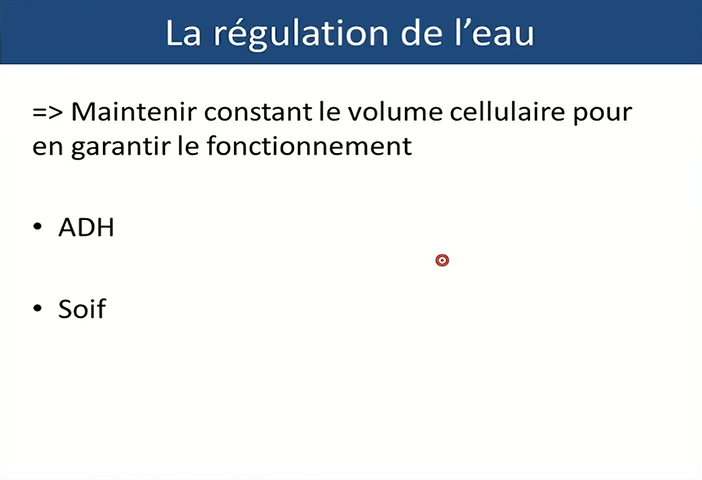 La régulation de l’eau
=> Maintenir constant le volume cellulaire pour
en garantir le fonctionnement
• ADH
• Soif